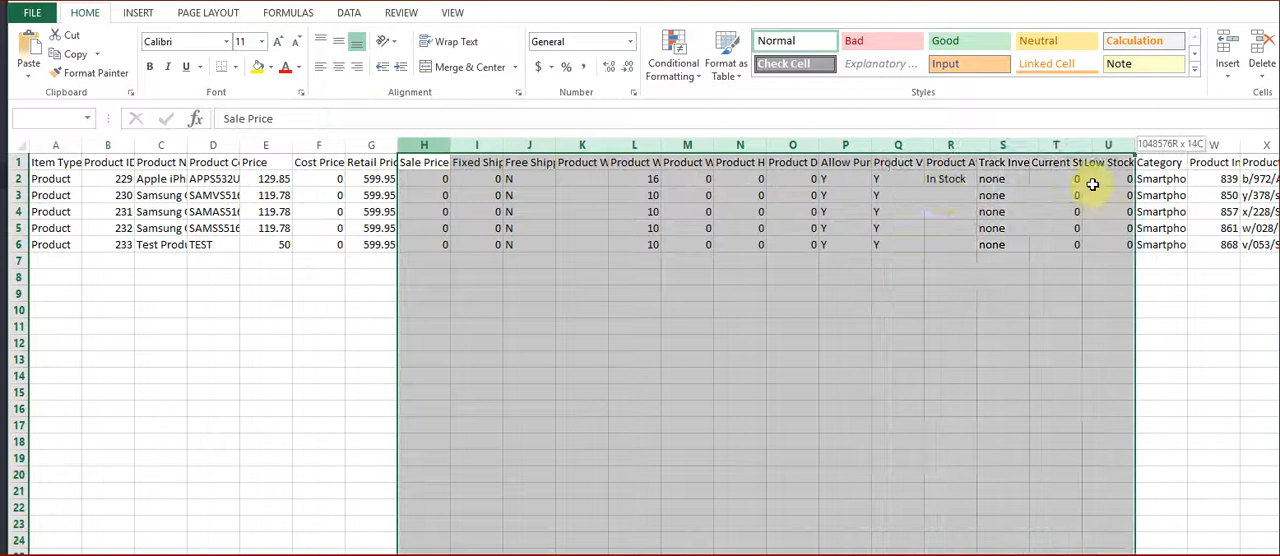 FILE HOME INSERT PAGE LAYOUT FORMULAS DATA REVIEW VIEW
Cut
Copy
Format Painter
Paste
Clipboard
Calibri 11 A A
B I U A
Font
Wrap Text
Merge & Center
Alignment
General
$ % ,
Number
Conditional Formatting
Format as Table
Normal Bad Good Neutral Calculation
Check Cell Explanatory ... Input Linked Cell Note
Styles
Insert Delete
Cells
fx Sale Price
A B C D E F G H I J K L M N O P Q R S T U 1048576R x 14C W X
1 Item Type Product ID Product N Product Co Price Cost Price Retail Pric Sale Price Fixed Ship Free Shipp Product W Product W Product W Product H Product D Allow Pur Product V Product A Track Inve Current St Low Stock Category Product In Product
2 Product 229 Apple iPh APPS532U 129.85 0 599.95 0 0 N 16 0 0 0 Y Y In Stock none 0 0 Smartpho 839 b/972/A
3 Product 230 Samsung G SAMVS516 119.78 0 599.95 0 0 N 10 0 0 0 Y Y none 0 0 Smartpho 850 y/378/s
4 Product 231 Samsung G SAMAS516 119.78 0 599.95 0 0 N 10 0 0 0 Y Y none 0 0 Smartpho 857 x/228/
5 Product 232 Samsung G SAMSS516 119.78 0 599.95 0 0 N 10 0 0 0 Y Y none 0 0 Smartpho 861 w/028/
6 Product 233 Test Produ TEST 50 0 599.95 0 0 N 10 0 0 0 Y Y none 0 0 Smartpho 868 v/053/
7
8
9
10
11
12
13
14
15
16
17
18
19
20
21
22
23
24